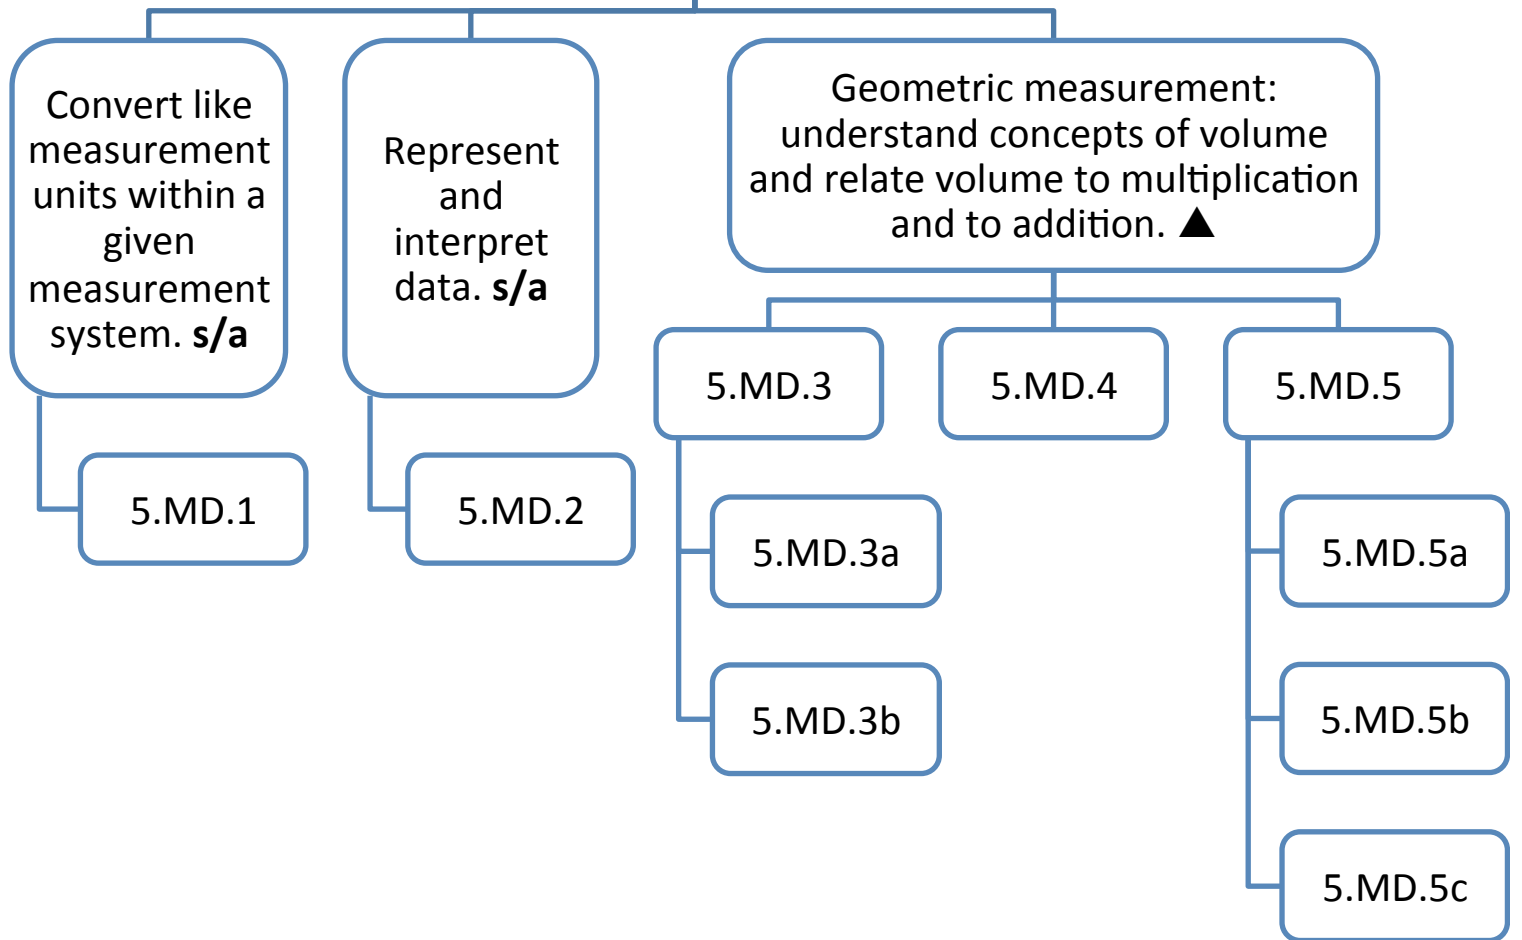 Convert like
measurement
units within a
given
measurement
system. s/a
Represent
and
interpret
data. s/a
Geometric measurement:
understand concepts of volume
and relate volume to multiplication
and to addition. ▲
5.MD.1
5.MD.2
5.MD.3
5.MD.3a
5.MD.3b
5.MD.4
5.MD.5
5.MD.5a
5.MD.5b
5.MD.5c